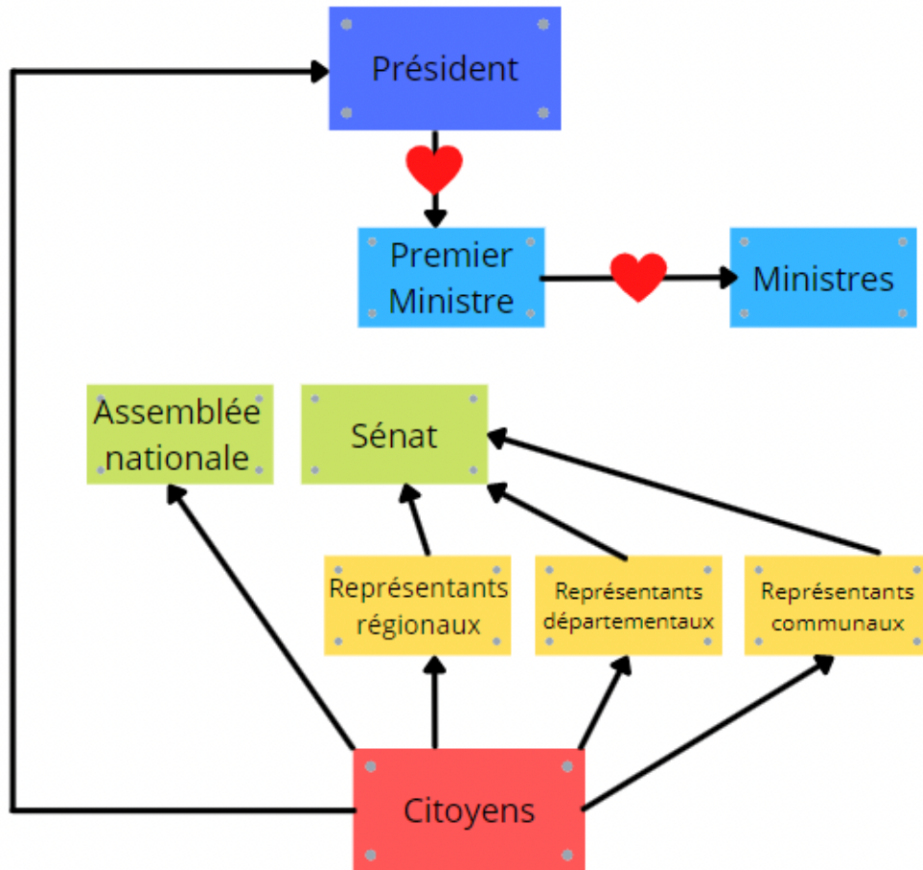 Président
Premier
Ministre
Ministres
Assemblée
nationale
Sénat
Représentants
régionaux
Représentants
départementaux
Représentants
communaux
Citoyens